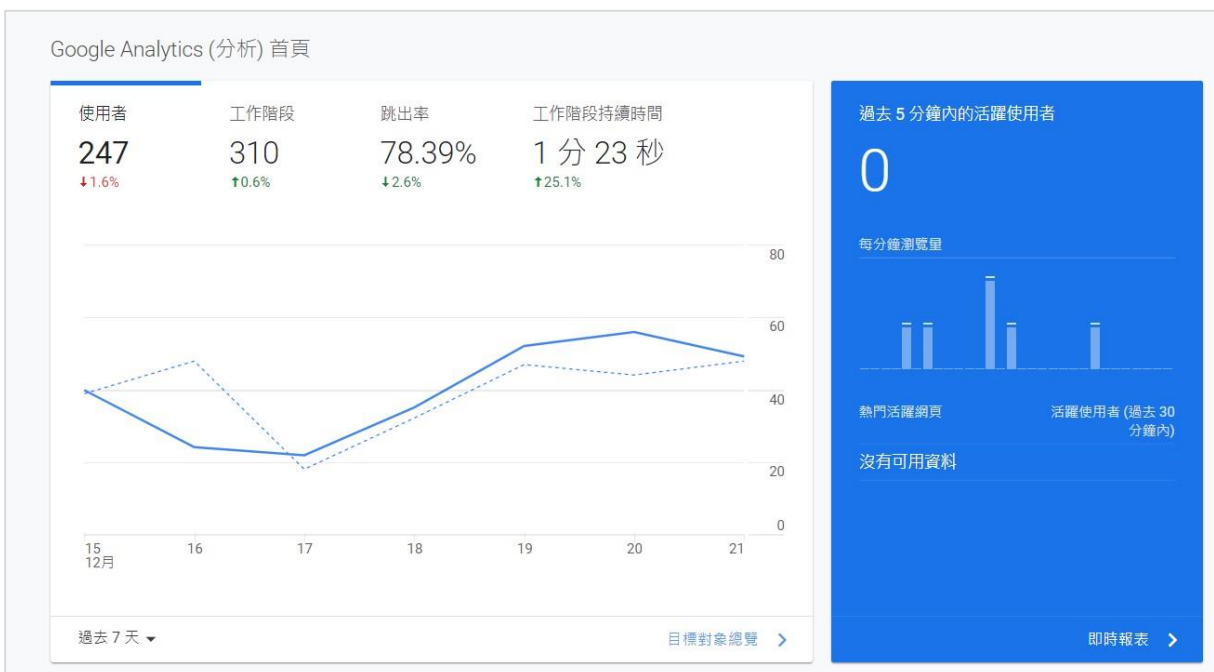 Google Analytics (分析) 首頁
使用者
247
↓1.6%
工作階段
310
↑0.6%
跳出率
78.39%
↓2.6%
工作階段持續時間
1 分 23 秒
↑25.1%
80
60
40
20
0
15 16 17 18 19 20 21
12月
過去 7 天
目標對象總覽
過去 5 分鐘內的活躍使用者
0
每分鐘瀏覽量
熱門活躍網頁
活躍使用者 (過去 30
分鐘內)
沒有可用資料
即時報表